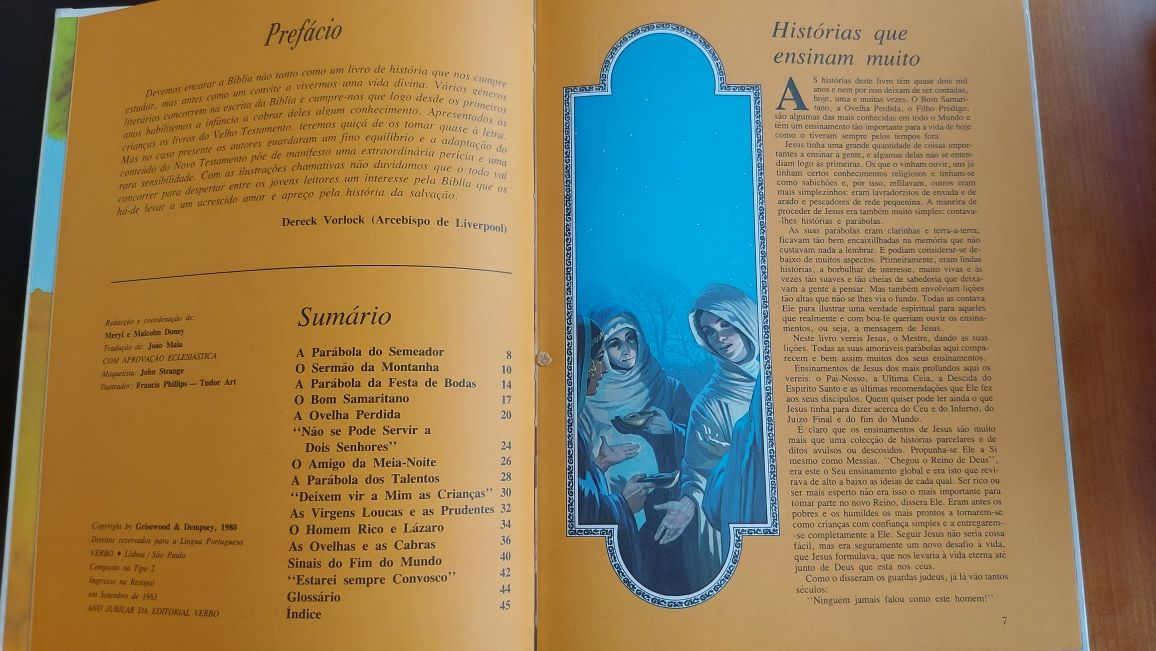 Prefácio
Devemos encarar a Bíblia não tanto como um livro de história que nos cumpre
estudar, mas antes como um convite a vivermos uma vida divina. Vários géneros
literários concorrem na escrita da Bíblia e cumpre-nos que logo desde os primeiros
anos habilitemos a infância a cobrar deles algum conhecimento. Apresentados às
crianças os livros do Velho Testamento, teremos quiçá de os tomar quase à letra.
Mas no caso presente os autores guardaram um fino equilíbrio e a adaptação do
conteúdo do Novo Testamento põe de manifesto uma extraordinária perícia e uma
rara sensibilidade. Com as ilustrações chamativas não duvidamos que o todo vai
concorrer para despertar entre os jovens leitores um interesse pela Bíblia que os
há-de levar a um acrescido amor e apreço pela história da salvação.
Dereck Vorlock (Arcebispo de Liverpool)
Redacção e coordenação de:
Meryl e Malcolm Doney
Tradução de: João Maia
COM APROVAÇÃO ECLESIÁSTICA
Maquetista: John Strange
Ilustrador: Francis Phillips — Tudor Art
Copyright by Grisewood & Dempsey, 1980
Direitos reservados para a Língua Portuguesa
VERBO ♦ Lisboa / São Paulo
Composto na Tipo 2
Impresso na Resopal
em Setembro de 1983
ANO JUBILAR DA EDITORIAL VERBO
Sumário
A Parábola do Semeador 8
O Sermão da Montanha 10
A Parábola da Festa de Bodas 14
O Bom Samaritano 17
A Ovelha Perdida 20
“Não se Pode Servir a
Dois Senhores” 24
O Amigo da Meia-Noite 26
A Parábola dos Talentos 28
“Deixem vir a Mim as Crianças” 30
As Virgens Loucas e as Prudentes 32
O Homem Rico e Lázaro 34
As Ovelhas e as Cabras 36
Sinais do Fim do Mundo 40
“Estarei sempre Convosco” 42
Glossário 44
Índice 45
Histórias que
ensinam muito
AS histórias deste livro têm quase dois mil
anos e nem por isso deixam de ser contadas,
hoje, uma e muitas vezes. O Bom Samari-
tano, a Ovelha Perdida, o Filho Pródigo,
são algumas das mais conhecidas em todo o Mundo e
têm um ensinamento tão importante para a vida de hoje
como o tiveram sempre pelos tempos fora.
Jesus tinha uma grande quantidade de coisas impor-
tantes a ensinar à gente, e algumas delas não se enten-
diam logo às primeiras. Os que o vinham ouvir, uns já
tinham certos conhecimentos religiosos e tinham-se
como sabichões e, por isso, refilavam, outros eram
mais simplezinhos: eram lavradorzitos de enxada e de
arado e pescadores de rede pequenina. A maneira de
proceder de Jesus era também muito simples: contava-
-lhes histórias e parábolas.
As suas parábolas eram clarinhas e terra-a-terra;
ficavam tão bem encaixillhadas na memória que não
custavam nada a lembrar. E podiam considerar-se de-
baixo de muitos aspectos. Primeiramente, eram lindas
histórias, a borbulhar de interesse, muito vivas e às
vezes tão suaves e tão cheias de sabedoria que deixa-
vam a gente a pensar. Mas também envolviam lições
tão altas que não se lhes via o fundo. Todas as contava
Ele para ilustrar uma verdade espiritual para aqueles
que realmente e com boa-fé queriam ouvir os ensina-
mentos, ou seja, a mensagem de Jesus.
Neste livro vereis Jesus, o Mestre, dando as suas
lições. Todas as suas amoráveis parábolas aqui compa-
recem e bem assim muitos dos seus ensinamentos.
Ensinamentos de Jesus dos mais profundos aqui os
vereis: o Pai-Nosso, a Última Ceia, a Descida do
Espírito Santo e as últimas recomendações que Ele fez
aos seus discípulos. Quem quiser pode ler ainda o que
Jesus tinha para dizer acerca do Céu e do Inferno, do
Juízo Final e do fim do Mundo.
É claro que os ensinamentos de Jesus são muito
mais que uma colecção de histórias parcelares e de
ditos avulsos ou descosidos. Propunha-se Ele a Si
mesmo como Messias. “Chegou o Reino de Deus”,
era este o Seu ensinamento global e era isto que revi-
rava de alto a baixo as ideias de cada qual. Ser rico ou
ser mais esperto não era isso o mais importante para
tomar parte no novo Reino, dissera Ele. Eram antes os
pobres e os humildes os mais prontos a tornarem-se
como crianças com confiança simples e a entregarem-
-se completamente a Ele. Seguir Jesus não seria coisa
fácil, mas era seguramente um novo desafio à vida,
que Jesus formulava, que nos levaria à vida eterna até
junto de Deus que está nos céus.
Como o disseram os guardas judeus, já lá vão tantos
séculos:
“Ninguém jamais falou como este homem!”
7